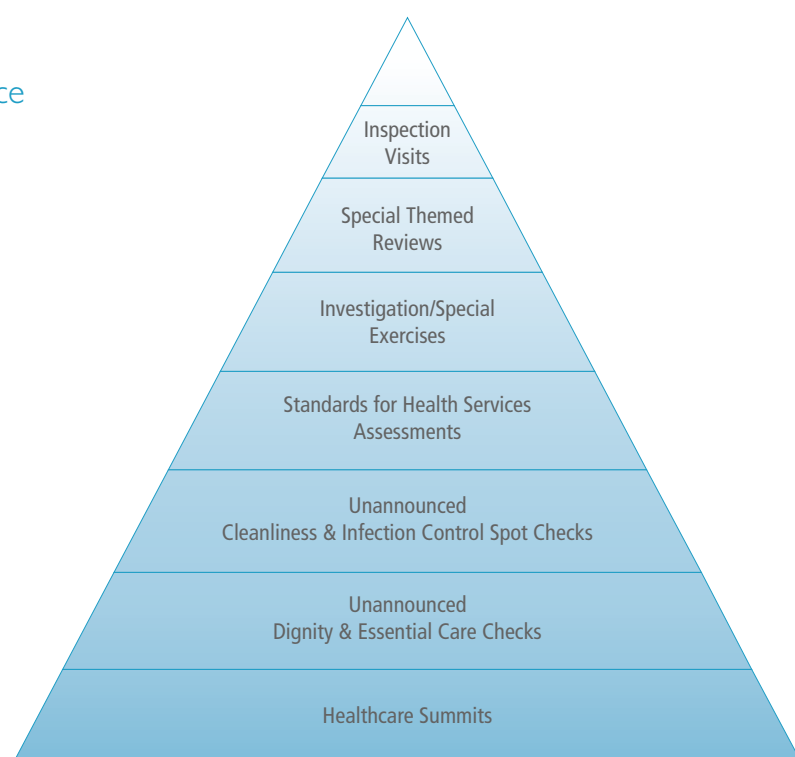 ce
Inspection
Visits
Special Themed
Reviews
Investigation/Special
Exercises
Standards for Health Services
Assessments
Unannounced
Cleanliness & Infection Control Spot Checks
Unannounced
Dignity & Essential Care Checks
Healthcare Summits